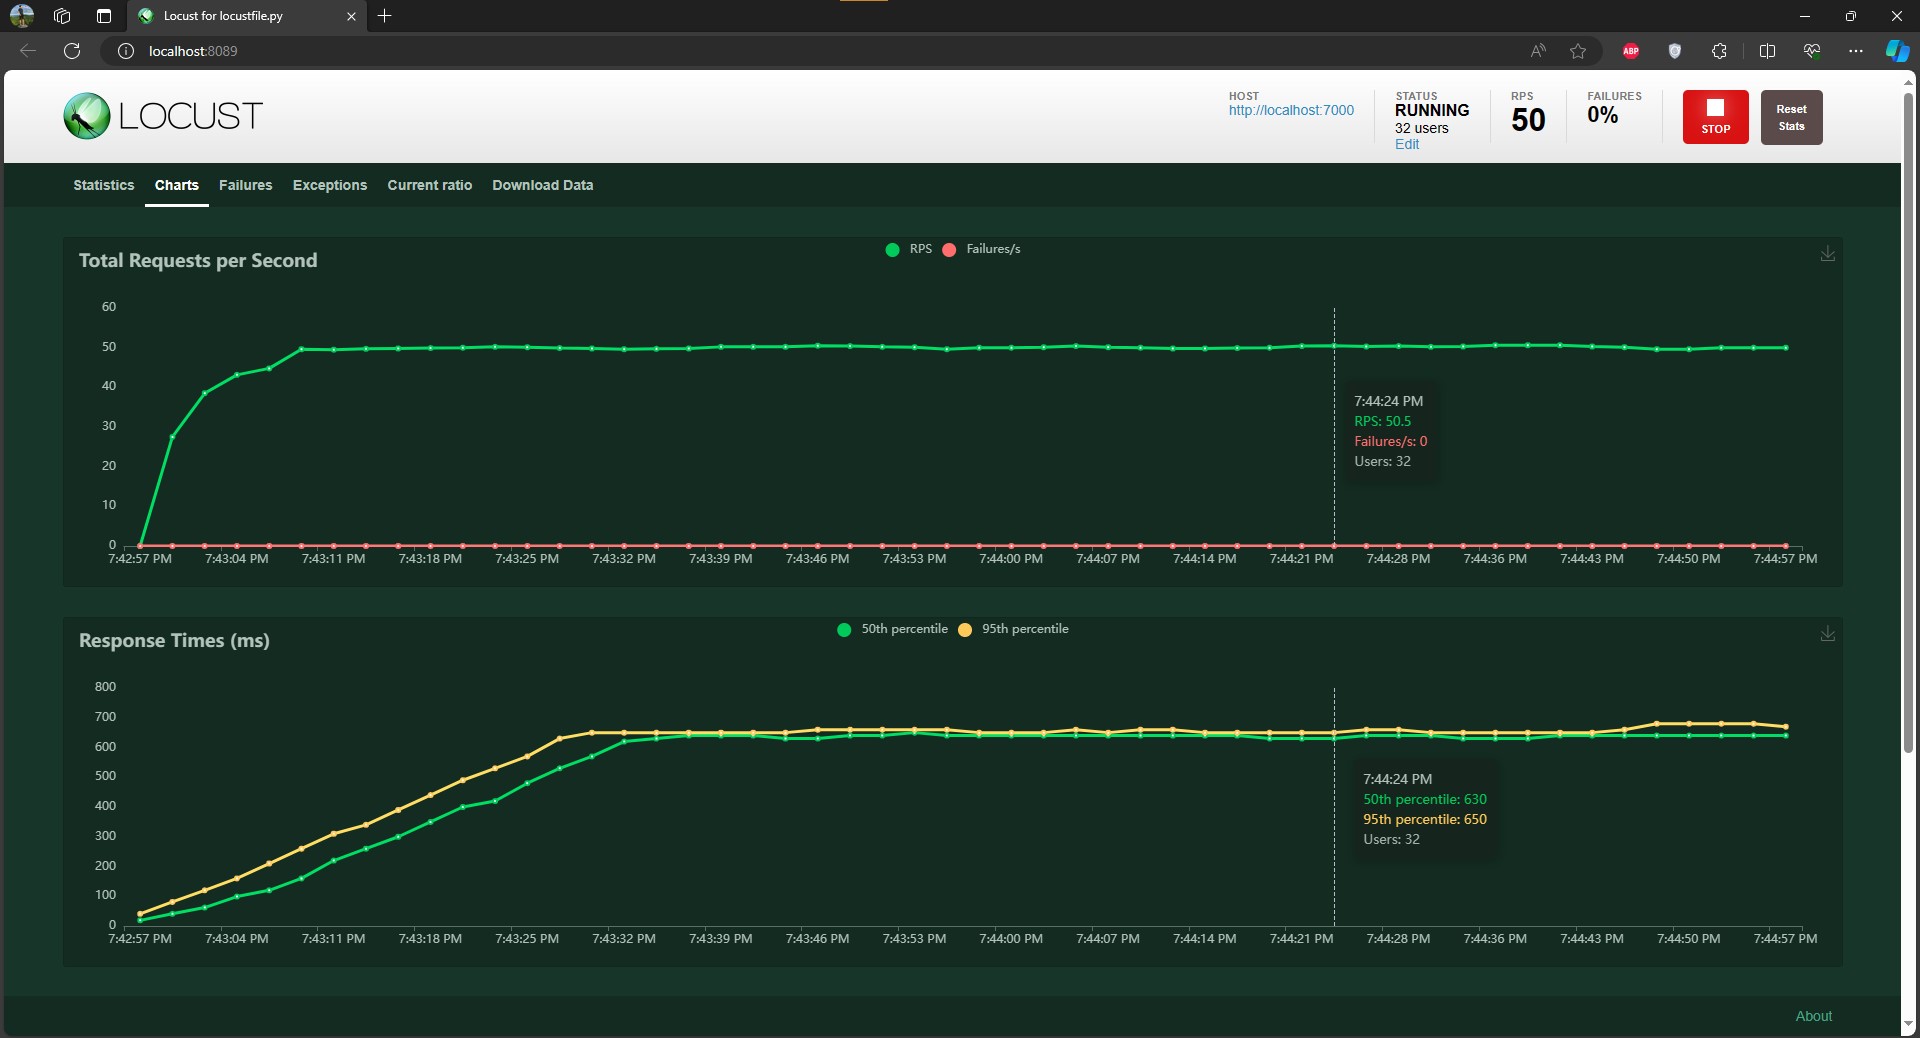 Locust for locustfile.py
localhost:8089
ABP
LOCUST
HOST
http://localhost:7000
STATUS
RUNNING
32 users
Edit
RPS
50
FAILURES
0%
STOP
Reset
Stats
Statistics Charts Failures Exceptions Current ratio Download Data
Total Requests per Second
RPS Failures/s
60
50
40
30
20
10
0
7:42:57 PM 7:43:04 PM 7:43:11 PM 7:43:18 PM 7:43:25 PM 7:43:32 PM 7:43:39 PM 7:43:46 PM 7:43:53 PM 7:44:00 PM 7:44:07 PM 7:44:14 PM 7:44:21 PM 7:44:28 PM 7:44:36 PM 7:44:43 PM 7:44:50 PM 7:44:57 PM
7:44:24 PM
RPS: 50.5
Failures/s: 0
Users: 32
Response Times (ms)
50th percentile 95th percentile
800
700
600
500
400
300
200
100
0
7:42:57 PM 7:43:04 PM 7:43:11 PM 7:43:18 PM 7:43:25 PM 7:43:32 PM 7:43:39 PM 7:43:46 PM 7:43:53 PM 7:44:00 PM 7:44:07 PM 7:44:14 PM 7:44:21 PM 7:44:28 PM 7:44:36 PM 7:44:43 PM 7:44:50 PM 7:44:57 PM
7:44:24 PM
50th percentile: 630
95th percentile: 650
Users: 32
About